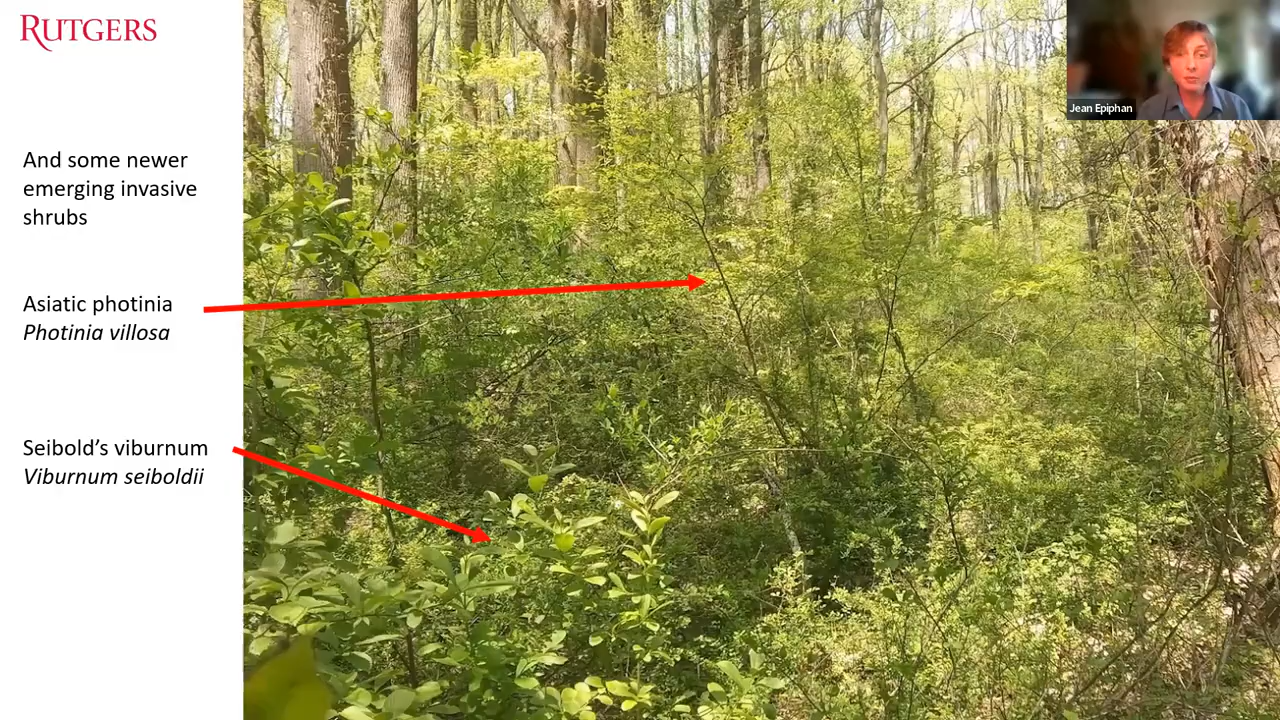 RUTGERS
Jean Epiphan
And some newer
emerging invasive
shrubs
Asiatic photinia
Photinia villosa
Seibold's viburnum
Viburnum seiboldii